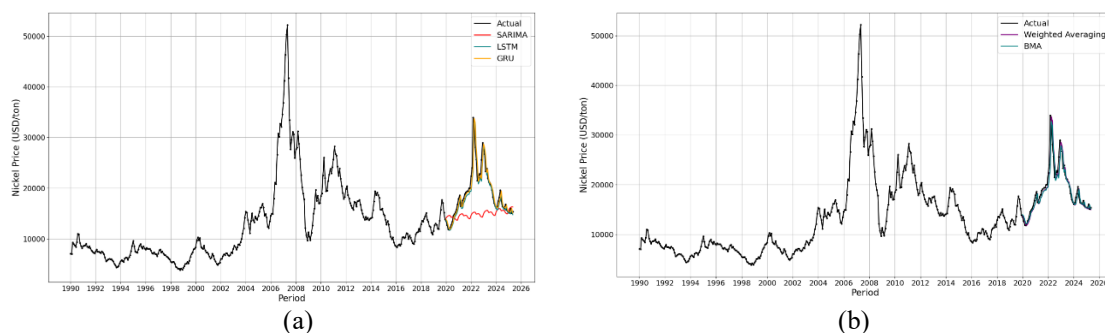 Actual
SARIMA
LSTM
GRU
50000
40000
30000
20000
10000
0
Nickel Price (USD/ton)
1990 1992 1994 1996 1998 2000 2002 2004 2006 2008 2010 2012 2014 2016 2018 2020 2022 2024 2026
Period
(a)
Actual
Weighted Averaging
BMA
50000
40000
30000
20000
10000
0
Nickel Price (USD/ton)
1990 1992 1994 1996 1998 2000 2002 2004 2006 2008 2010 2012 2014 2016 2018 2020 2022 2024 2026
Period
(b)